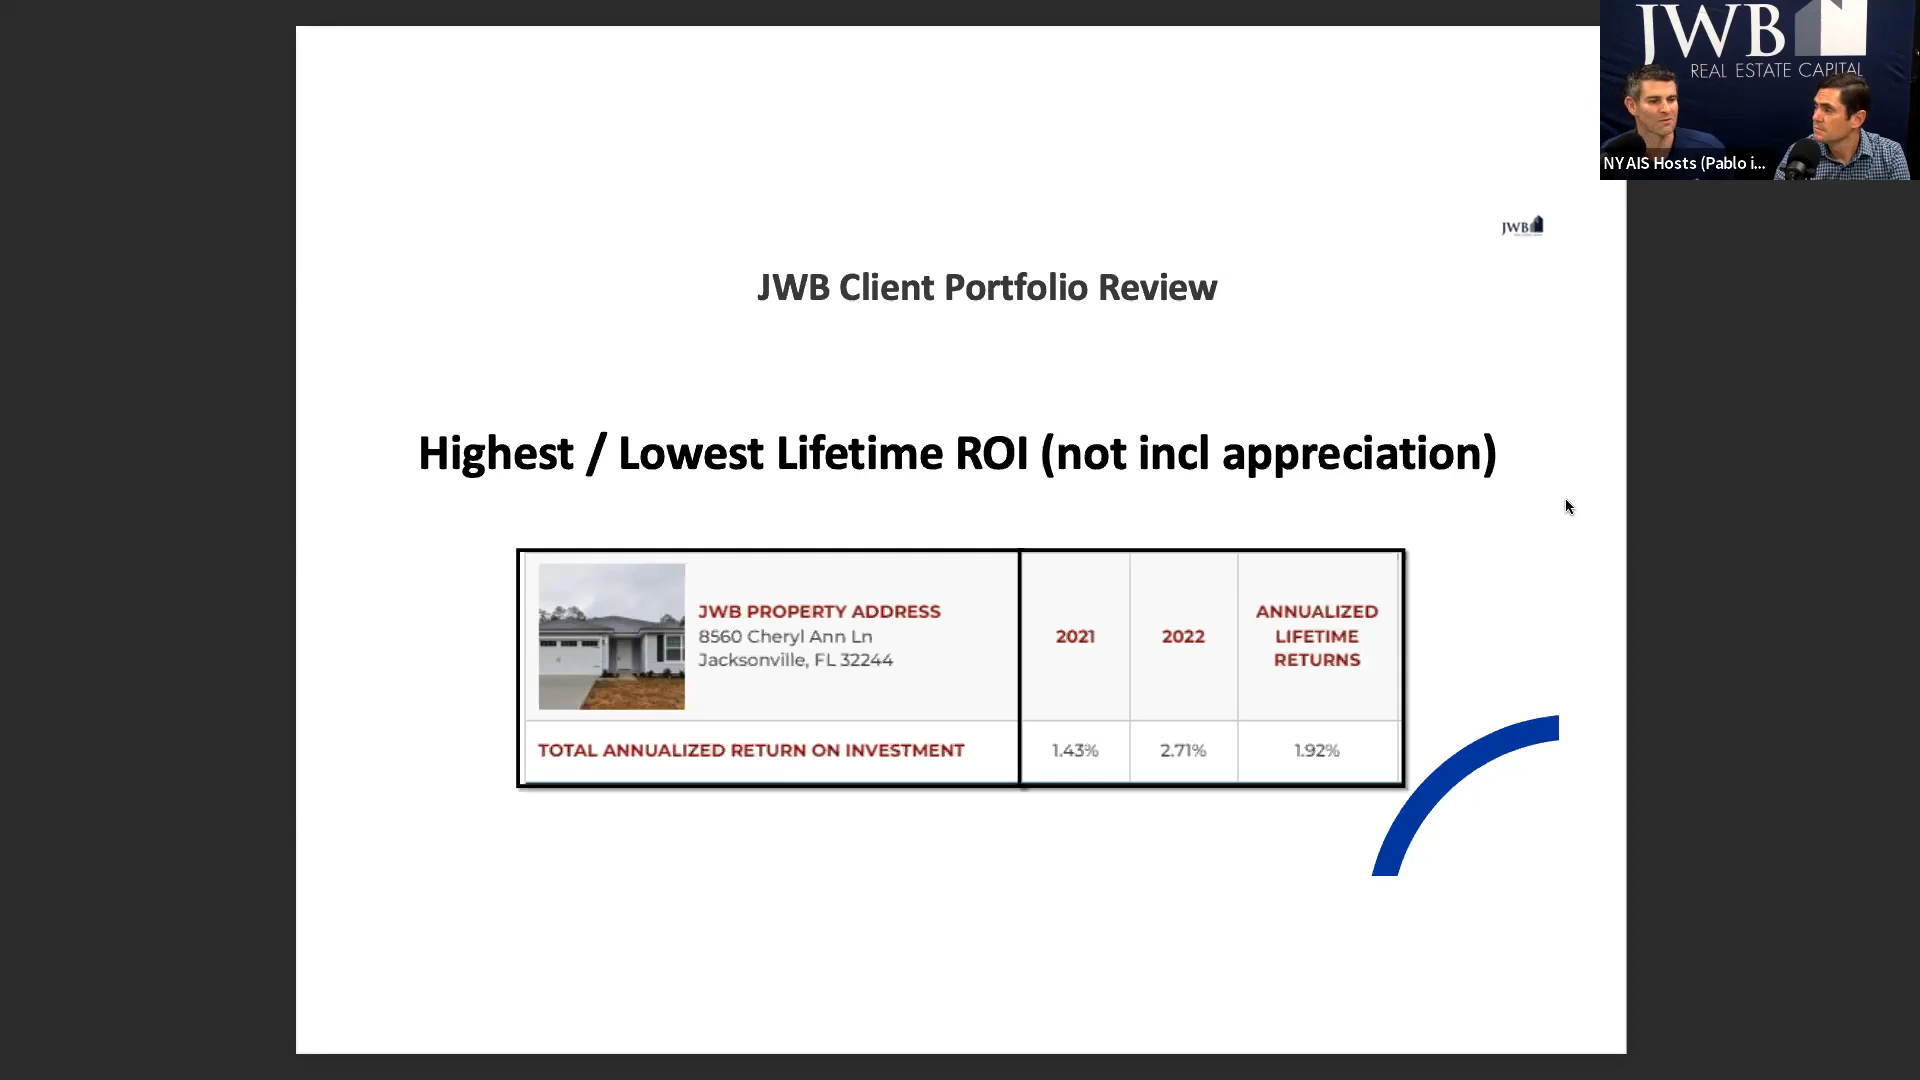 JWB
REAL ESTATE CAPITAL
NY AIS Hosts (Pablo i...
JWB
JWB Client Portfolio Review
Highest / Lowest Lifetime ROI (not incl appreciation)
JWB PROPERTY ADDRESS
8560 Cheryl Ann Ln
Jacksonville, FL 32244
2021
2022
ANNUALIZED
LIFETIME
RETURNS
TOTAL ANNUALIZED RETURN ON INVESTMENT
1.43%
2.71%
1.92%